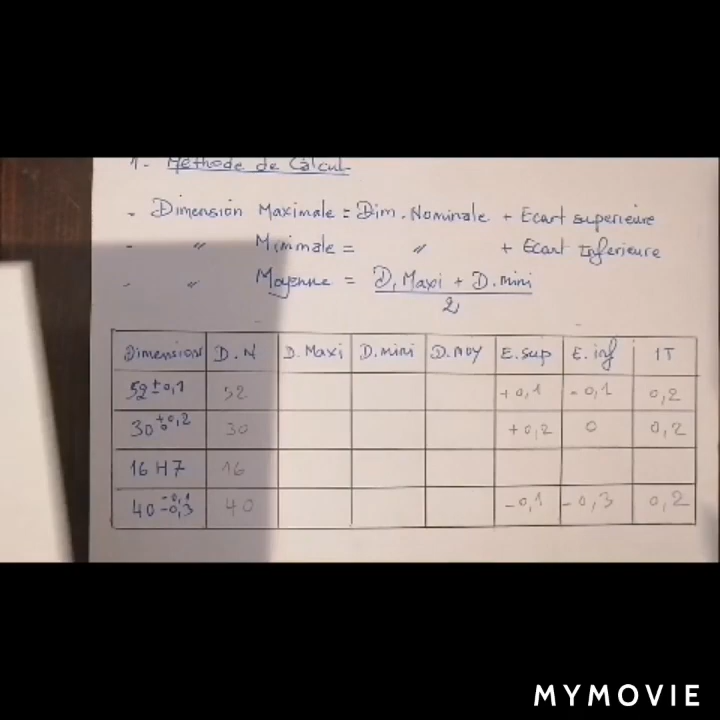 1- Méthode de Calcul
- Dimension Maximale = Dim. Nominale + Ecart superieure
- " Minimale = " + Ecart Inferieure
- " Moyenne = D. Maxi + D. mini
2
Dimensions D.N D.Maxi D.mini D.moy E.sup E.inf IT
52 ± 0,1 52 +0,1 -0,1 0,2
30 +0,2 0 30 +0,2 0 0,2
16 H7 16
40 -0,1 -0,3 40 -0,1 -0,3 0,2
MYMOVIE